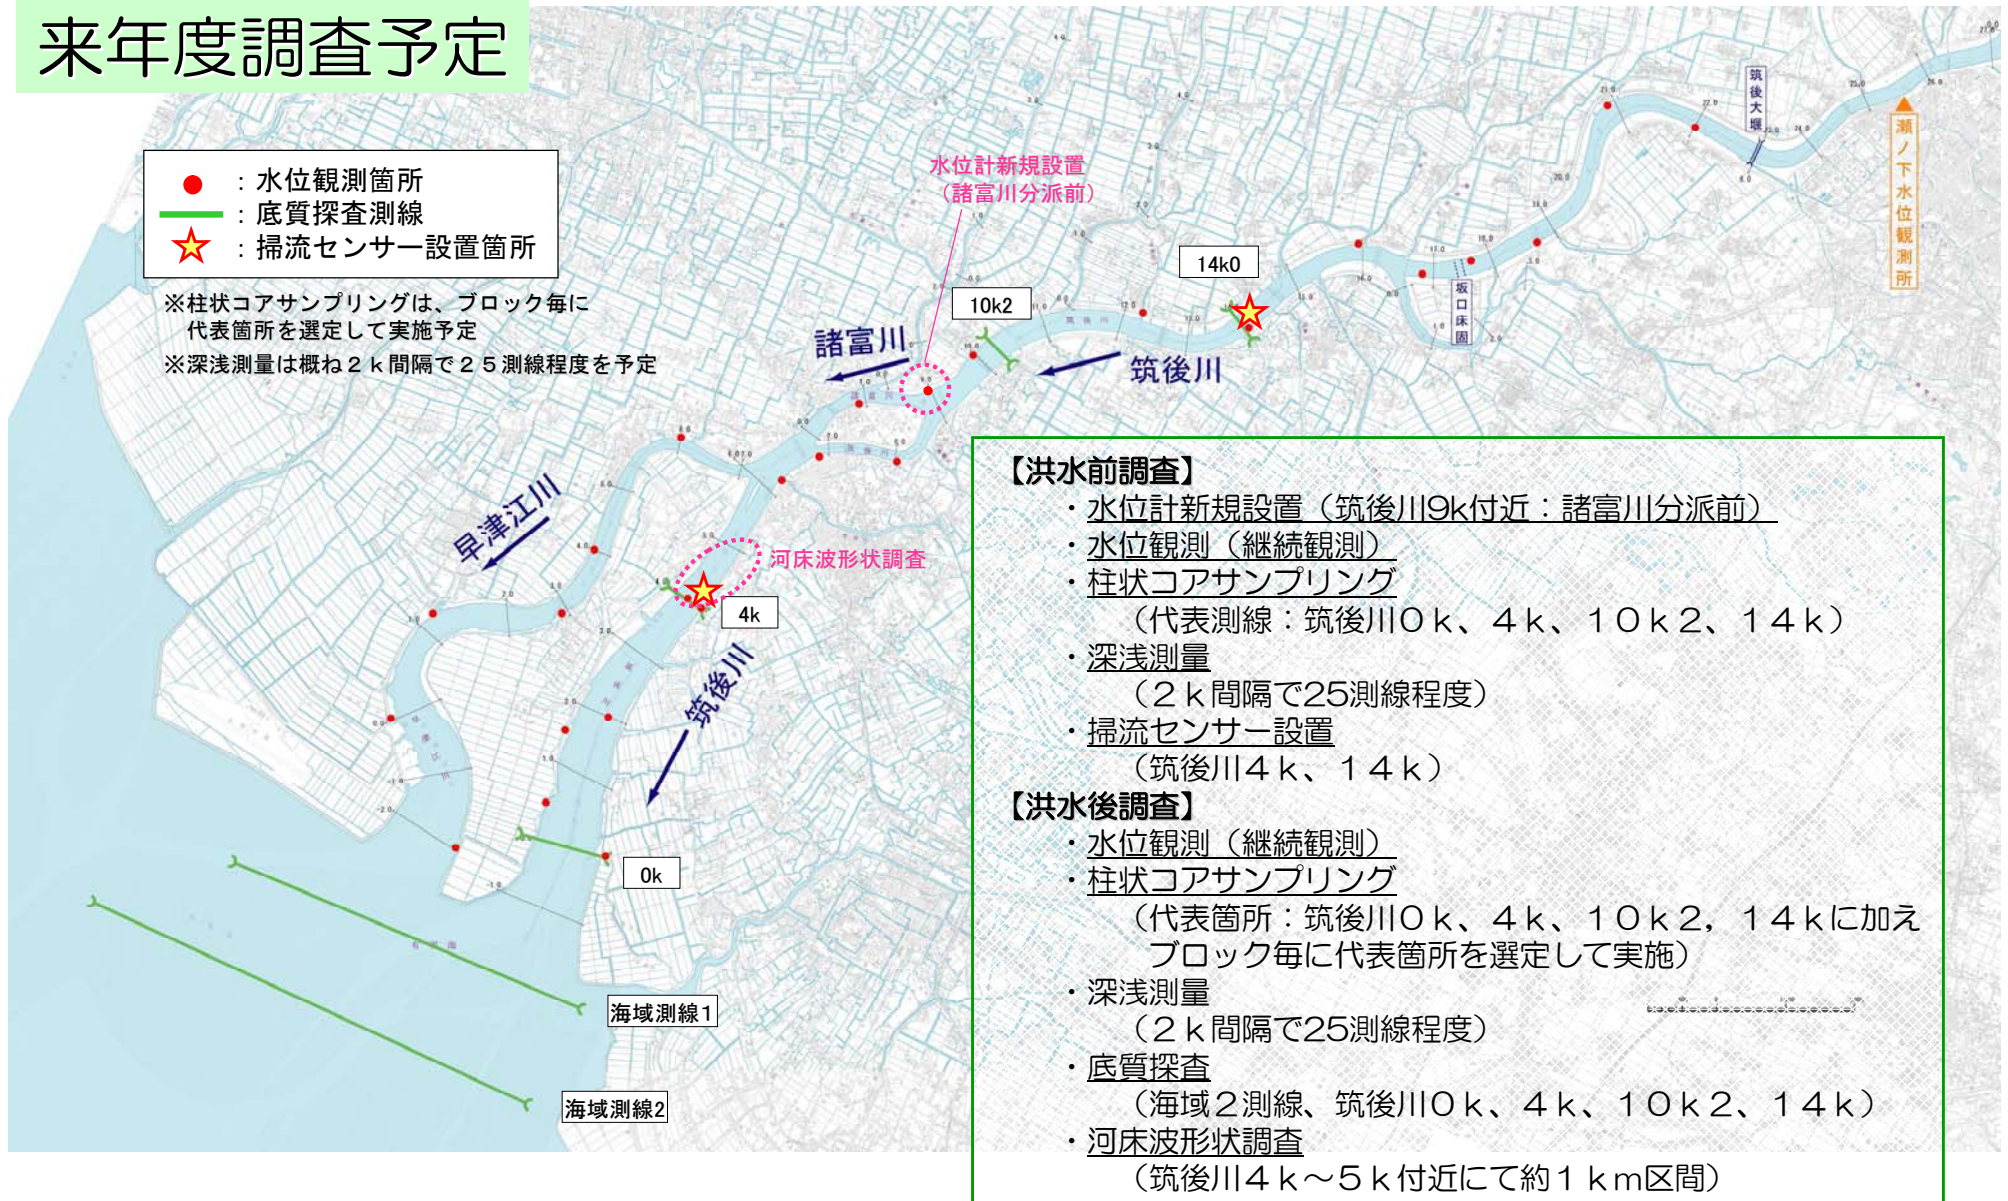 来年度調査予定
●：水位観測箇所
：底質探査測線
☆：掃流センサー設置箇所
※柱状コアサンプリングは、ブロック毎に
代表箇所を選定して実施予定
※深浅測量は概ね２ｋ間隔で２５測線程度を予定
水位計新規設置
（諸富川分派前）
筑後大堰
瀬ノ下水位観測所
坂口床固
14k0
10k2
諸富川
筑後川
早津江川
河床波形状調査
4k
筑後川
0k
海域測線1
海域測線2
【洪水前調査】
・水位計新規設置（筑後川9k付近：諸富川分派前）
・水位観測（継続観測）
・柱状コアサンプリング
（代表測線：筑後川０ｋ、４ｋ、１０ｋ２、１４ｋ）
・深浅測量
（２ｋ間隔で25測線程度）
・掃流センサー設置
（筑後川４ｋ、１４ｋ）
【洪水後調査】
・水位観測（継続観測）
・柱状コアサンプリング
（代表箇所：筑後川０ｋ、４ｋ、１０ｋ２，１４ｋに加え
ブロック毎に代表箇所を選定して実施）
・深浅測量
（２ｋ間隔で25測線程度）
・底質探査
（海域２測線、筑後川０ｋ、４ｋ、１０ｋ２、１４ｋ）
・河床波形状調査
（筑後川４ｋ～５ｋ付近にて約１ｋｍ区間）